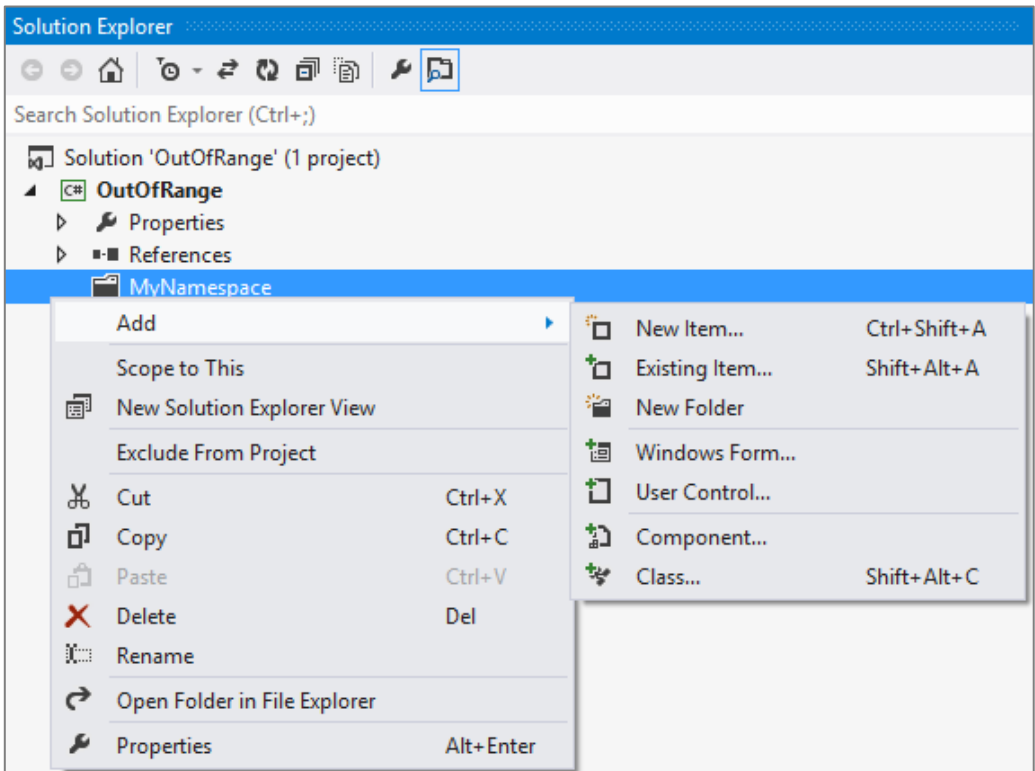 Solution Explorer
Search Solution Explorer (Ctrl+;)
Solution 'OutOfRange' (1 project)
C# OutOfRange
Properties
References
MyNamespace
Add
Scope to This
New Solution Explorer View
Exclude From Project
Cut Ctrl+X
Copy Ctrl+C
Paste Ctrl+V
Delete Del
Rename
Open Folder in File Explorer
Properties Alt+Enter
New Item... Ctrl+Shift+A
Existing Item... Shift+Alt+A
New Folder
Windows Form...
User Control...
Component...
Class... Shift+Alt+C